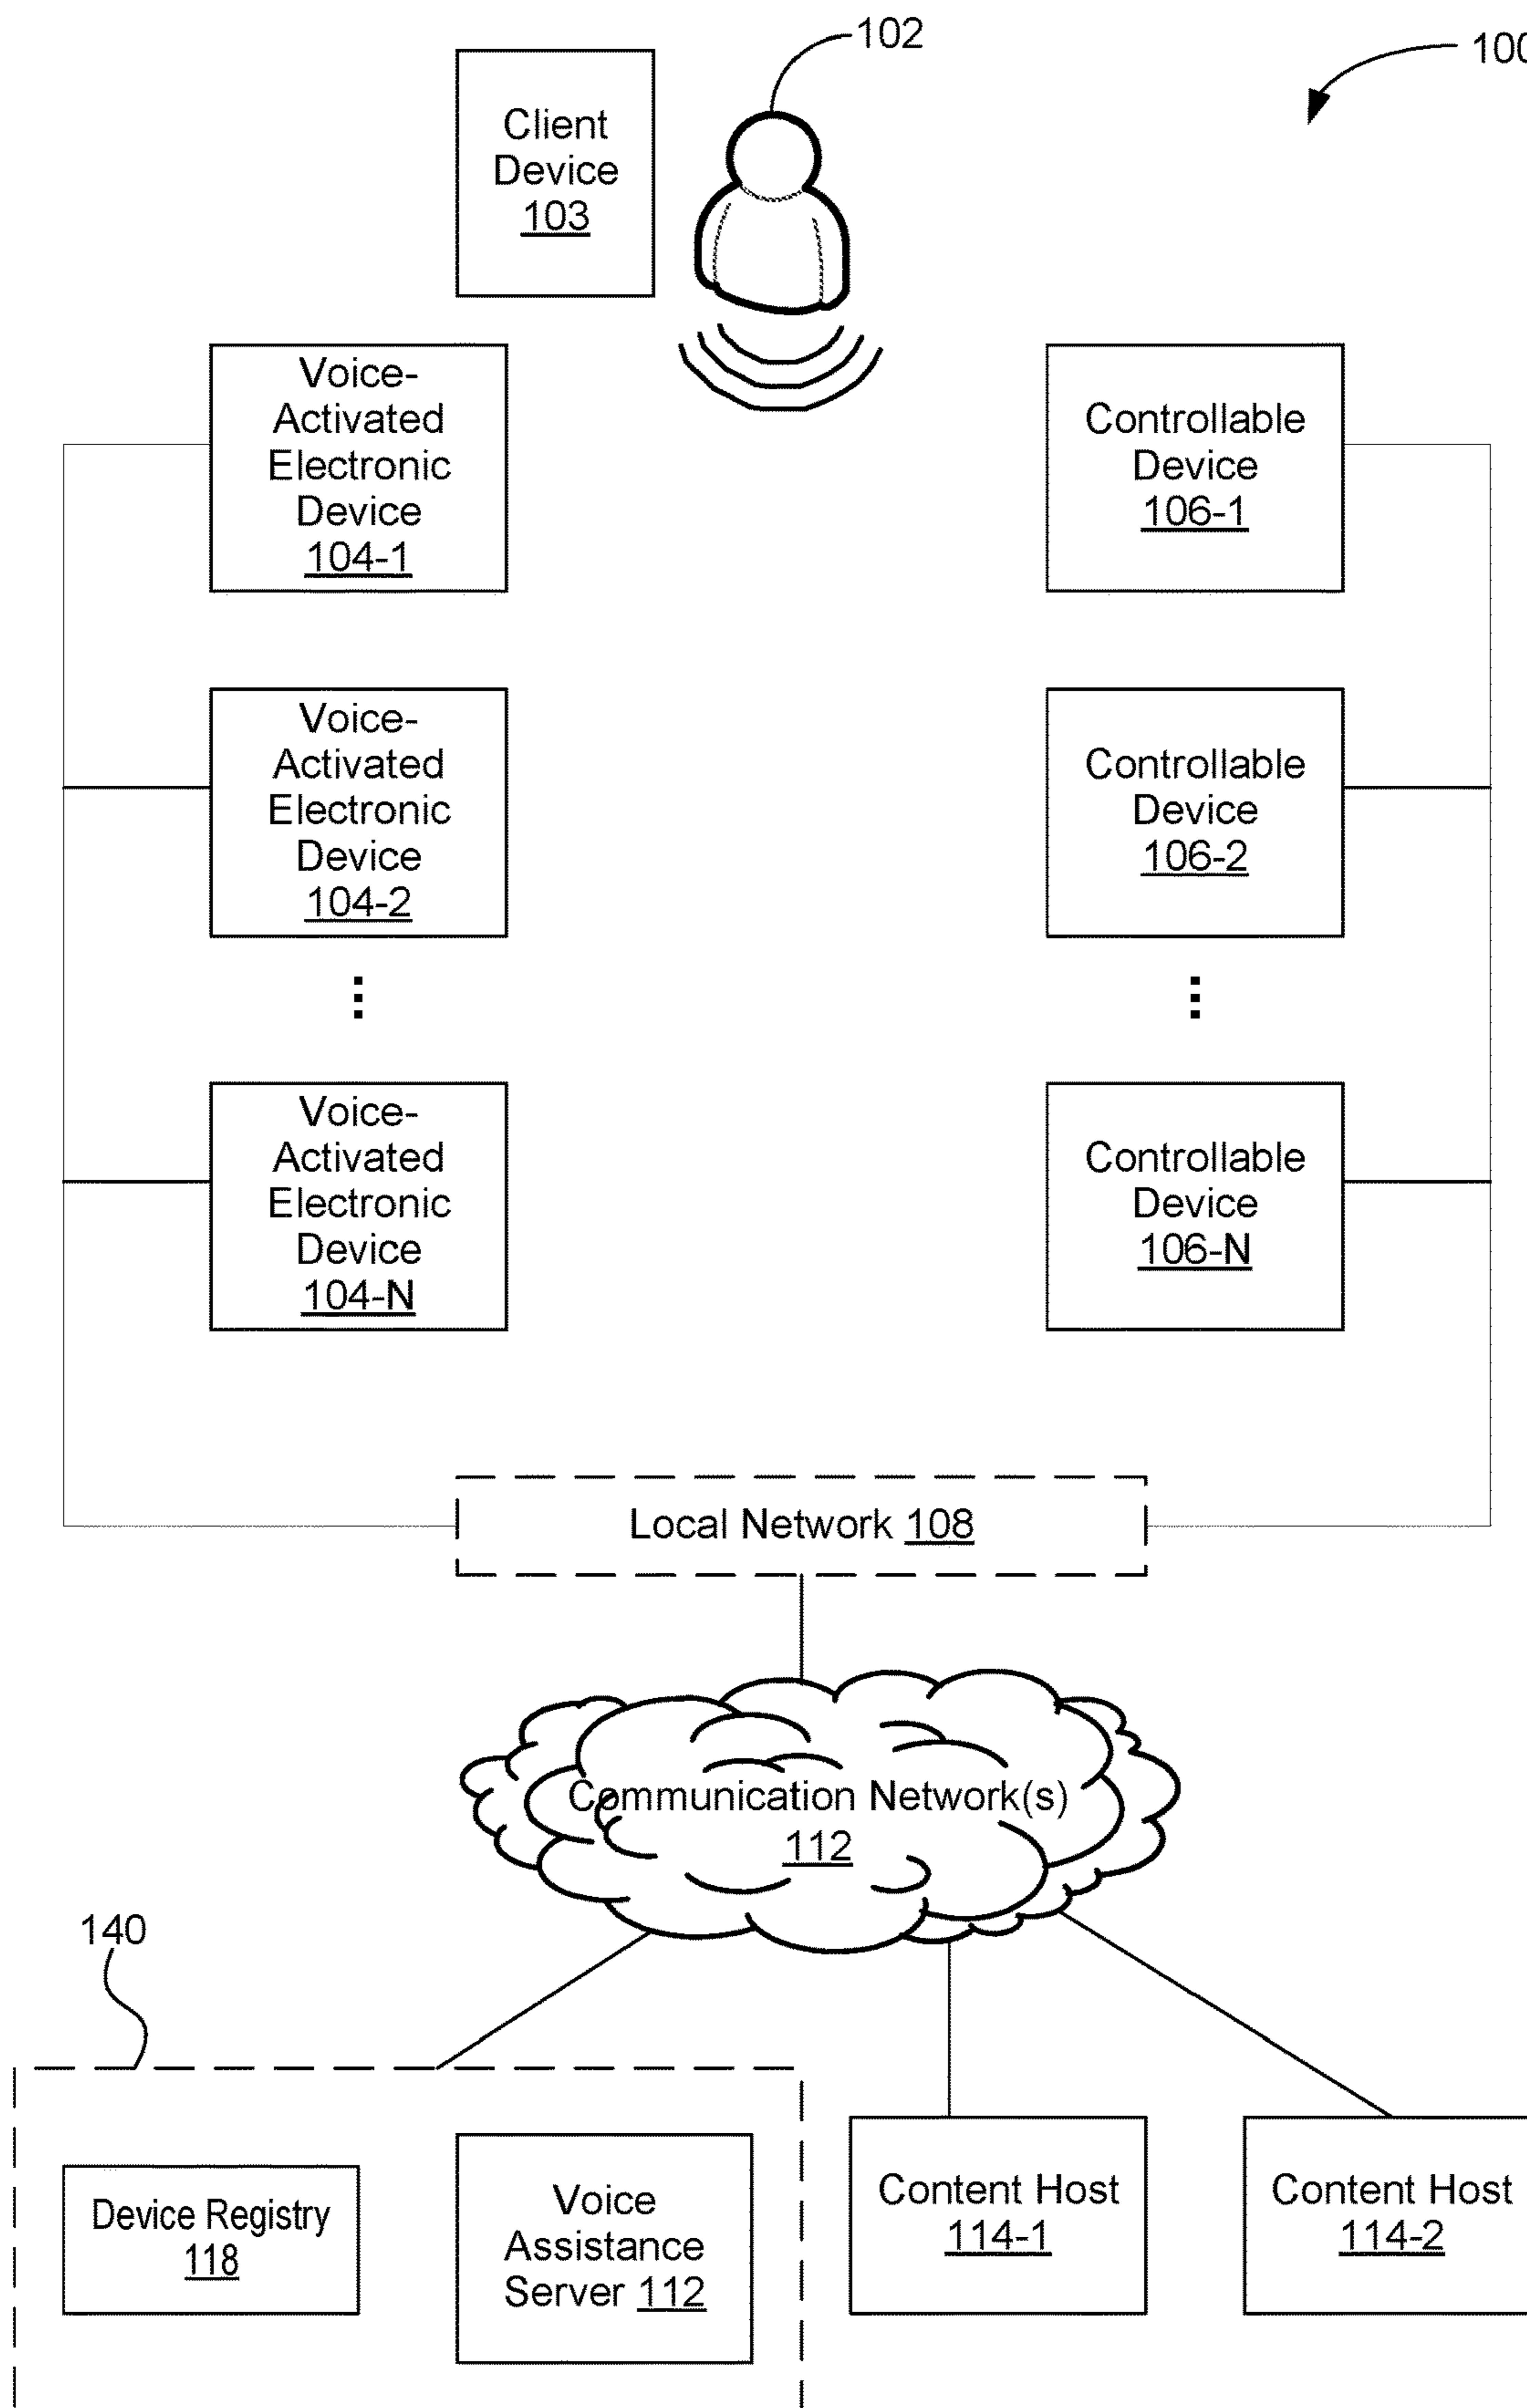 102
100
Client
Device
103
Voice-
Activated
Electronic
Device
104-1
Controllable
Device
106-1
Voice-
Activated
Electronic
Device
104-2
Controllable
Device
106-2
Voice-
Activated
Electronic
Device
104-N
Controllable
Device
106-N
Local Network 108
Communication Network(s)
112
140
Device Registry
118
Voice
Assistance
Server 112
Content Host
114-1
Content Host
114-2